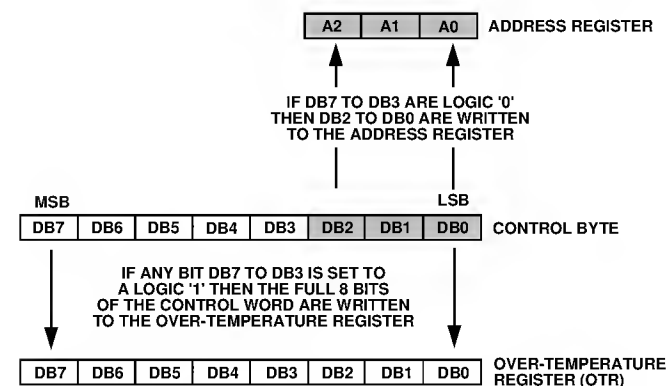 A2 A1 A0 ADDRESS REGISTER
IF DB7 TO DB3 ARE LOGIC '0'
THEN DB2 TO DB0 ARE WRITTEN
TO THE ADDRESS REGISTER
MSB LSB
DB7 DB6 DB5 DB4 DB3 DB2 DB1 DB0 CONTROL BYTE
IF ANY BIT DB7 TO DB3 IS SET TO
A LOGIC '1' THEN THE FULL 8 BITS
OF THE CONTROL WORD ARE WRITTEN
TO THE OVER-TEMPERATURE REGISTER
DB7 DB6 DB5 DB4 DB3 DB2 DB1 DB0 OVER-TEMPERATURE
REGISTER (OTR)